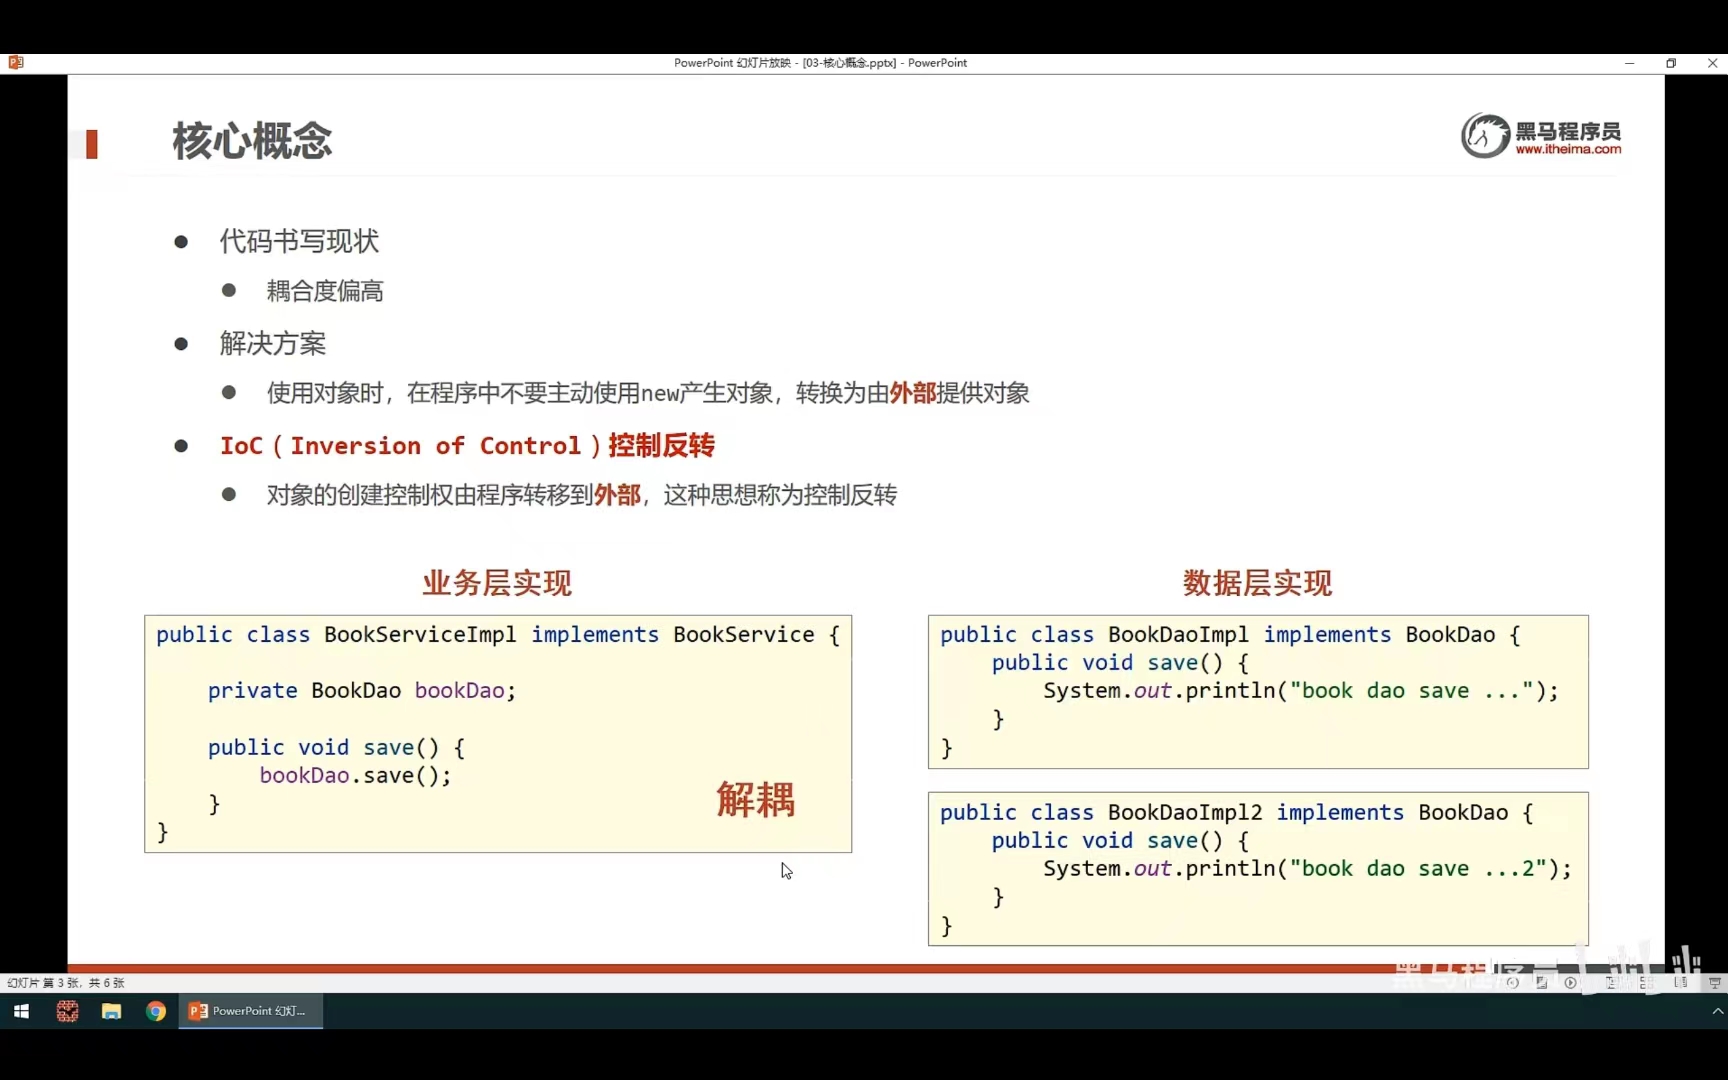 PowerPoint 幻灯片放映 - [03-核心概念.pptx] - PowerPoint
核心概念
黑马程序员
www.itheima.com
代码书写现状
耦合度偏高
解决方案
使用对象时，在程序中不要主动使用new产生对象，转换为由外部提供对象
IoC（Inversion of Control）控制反转
对象的创建控制权由程序转移到外部，这种思想称为控制反转
业务层实现
public class BookServiceImpl implements BookService {
private BookDao bookDao;
public void save() {
bookDao.save();
}
}
解耦
数据层实现
public class BookDaoImpl implements BookDao {
public void save() {
System.out.println("book dao save ...");
}
}
public class BookDaoImpl2 implements BookDao {
public void save() {
System.out.println("book dao save ...2");
}
}
黑马程序员
幻灯片 第 3 张，共 6 张
PowerPoint 幻灯...